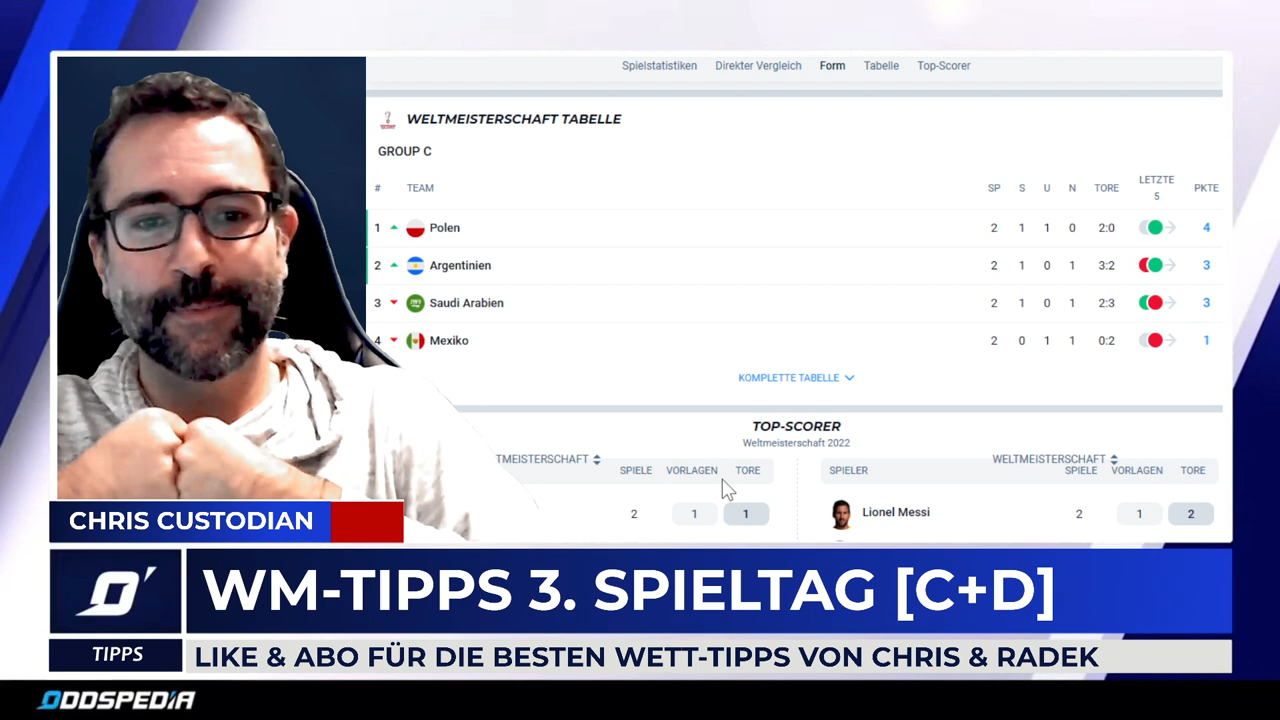 Spielstatistiken Direkter Vergleich Form Tabelle Top-Scorer
WELTMEISTERSCHAFT TABELLE
GROUP C
# TEAM SP S U N TORE LETZTE 5 PKTE
1 Polen 2 1 1 0 2:0 4
2 Argentinien 2 1 0 1 3:2 3
3 Saudi Arabien 2 1 0 1 2:3 3
4 Mexiko 2 0 1 1 0:2 1
KOMPLETTE TABELLE
TOP-SCORER
Weltmeisterschaft 2022
TMEISTERSCHAFT WELTMEISTERSCHAFT
SPIELE VORLAGEN TORE SPIELER SPIELE VORLAGEN TORE
2 1 1 Lionel Messi 2 1 2
CHRIS CUSTODIAN
WM-TIPPS 3. SPIELTAG [C+D]
TIPPS LIKE & ABO FÜR DIE BESTEN WETT-TIPPS VON CHRIS & RADEK
ODDSPEDIA